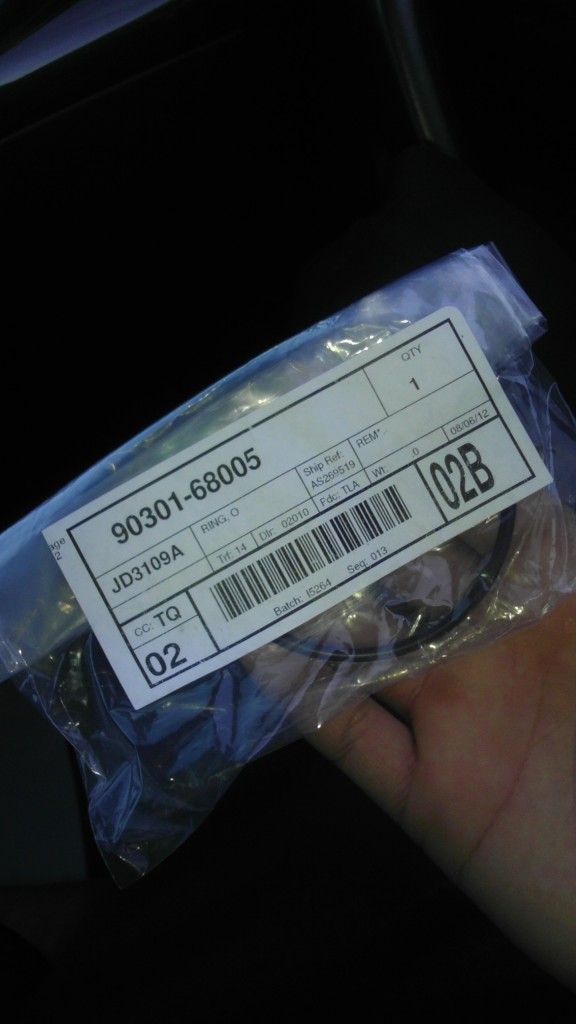 90301-68005
QTY
1
JD3109A
RING, O
Ship Ref:
AS269519
REM*
Trf: 14
Dlr: 02010
Pdc: TLA
Wt: .0
08/06/12
CC: TQ
02
02B
Batch: I5264
Seq: 013